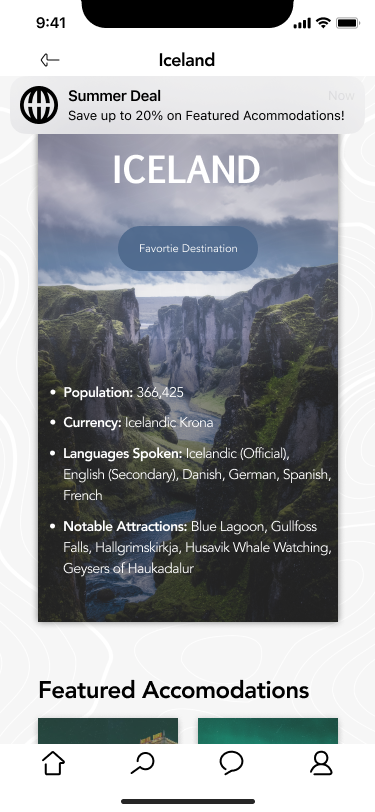 9:41
Iceland
Summer Deal
Now
Save up to 20% on Featured Acommodations!
ICELAND
Favortie Destination
• Population: 366,425
• Currency: Icelandic Krona
• Languages Spoken: Icelandic (Official),
English (Secondary), Danish, German, Spanish,
French
• Notable Attractions: Blue Lagoon, Gullfoss
Falls, Hallgrimskirkja, Husavik Whale Watching,
Geysers of Haukadalur
Featured Accomodations